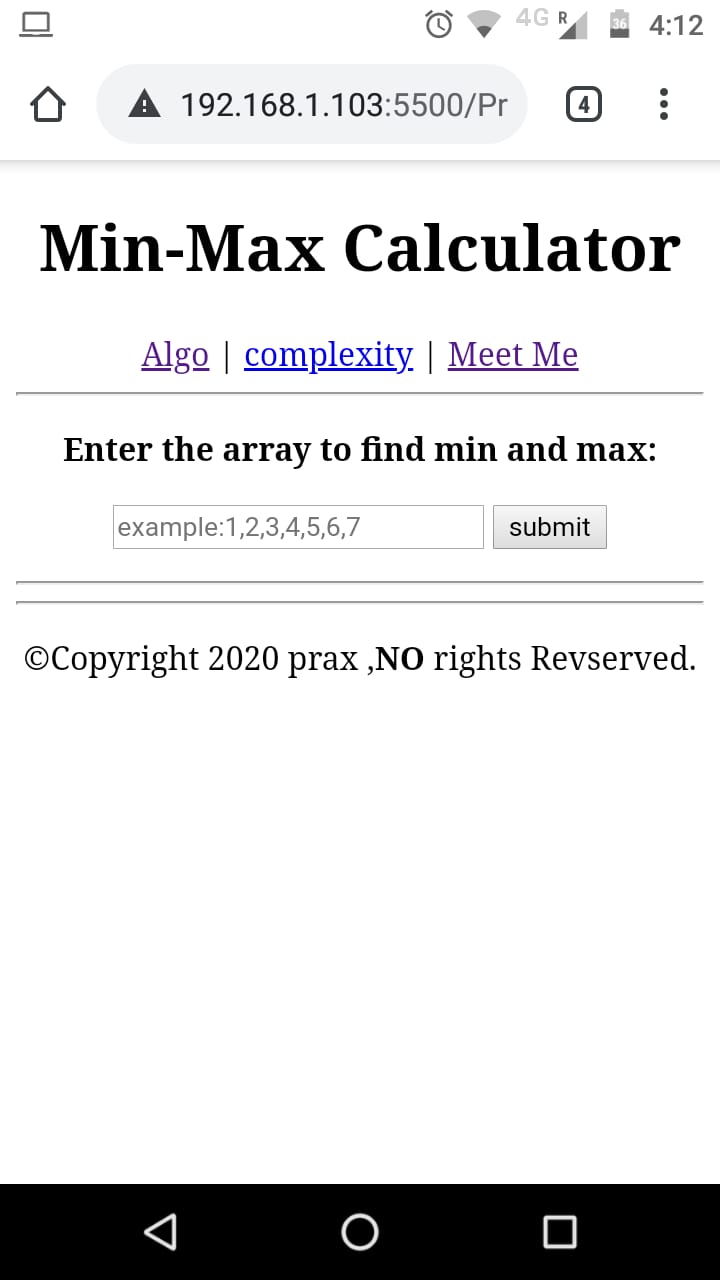 4G R 36 4:12
192.168.1.103:5500/Pr 4
Min-Max Calculator
Algo | complexity | Meet Me
Enter the array to find min and max:
example:1,2,3,4,5,6,7 submit
©Copyright 2020 prax ,NO rights Revserved.